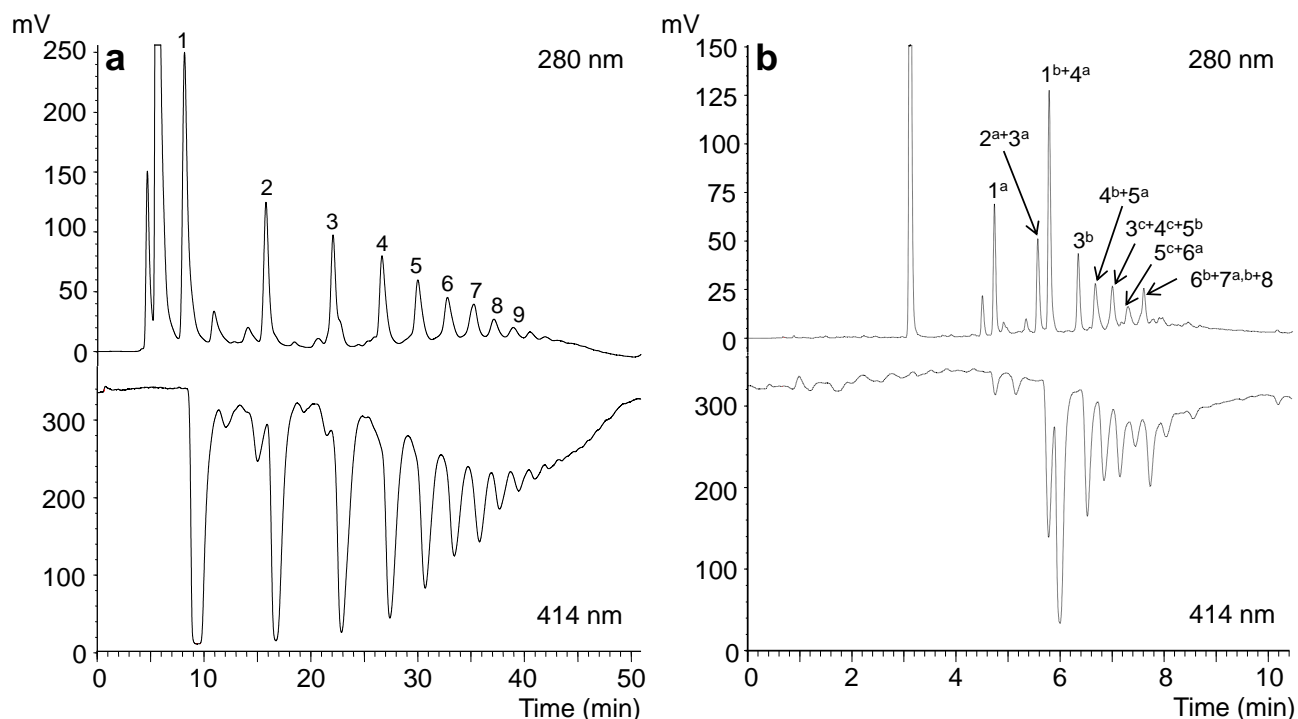 mV
a
280 nm
250
200
150
100
50
0
1
2
3
4
5
6
7
8
9
300
200
100
0
414 nm
0 10 20 30 40 50
Time (min)
mV
b
280 nm
150
125
100
75
50
25
0
1ᵇ⁺4ᵃ
2ᵃ⁺3ᵃ
1ᵃ
4ᵇ⁺5ᵃ
3ᵇ
3ᶜ⁺4ᶜ⁺5ᵇ
5ᶜ⁺6ᵃ
6ᵇ⁺7ᵃ,ᵇ⁺8
300
200
100
0
414 nm
0 2 4 6 8 10
Time (min)